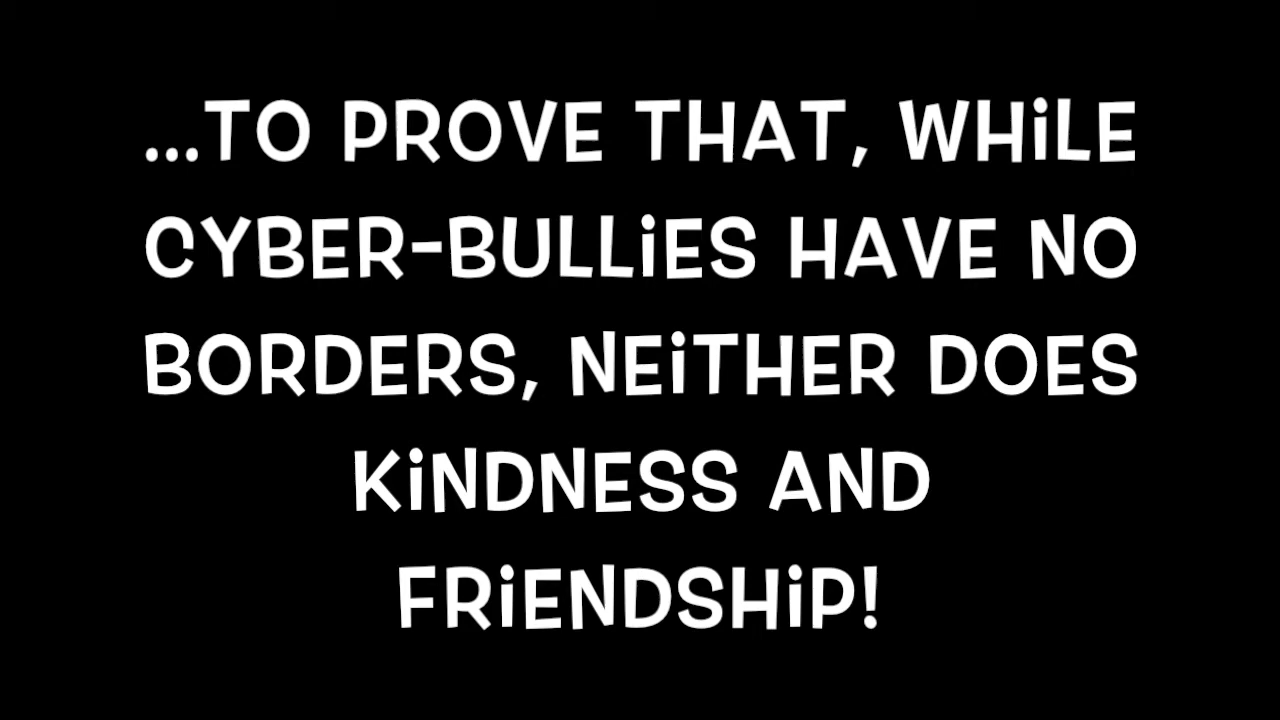 ...TO PROVE THAT, WHiLE
CYBER-BULLiES HAVE NO
BORDERS, NEiTHER DOES
KiNDNESS AND
FRiENDSHiP!